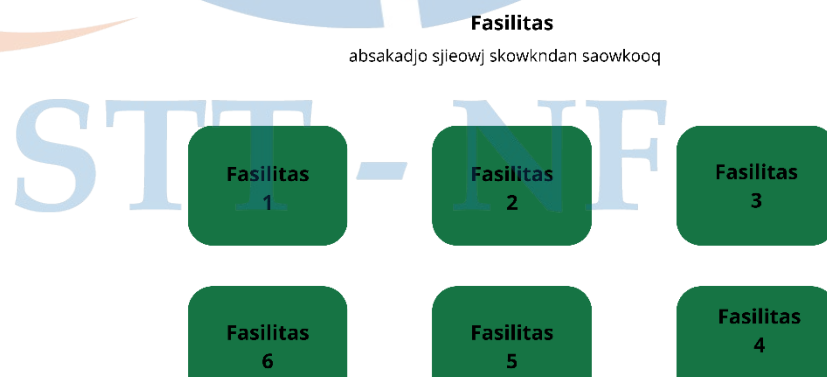 Fasilitas
absakadjo sjieowj skowkndan saowkooq
STT - NF
Fasilitas
1
Fasilitas
2
Fasilitas
3
Fasilitas
6
Fasilitas
5
Fasilitas
4